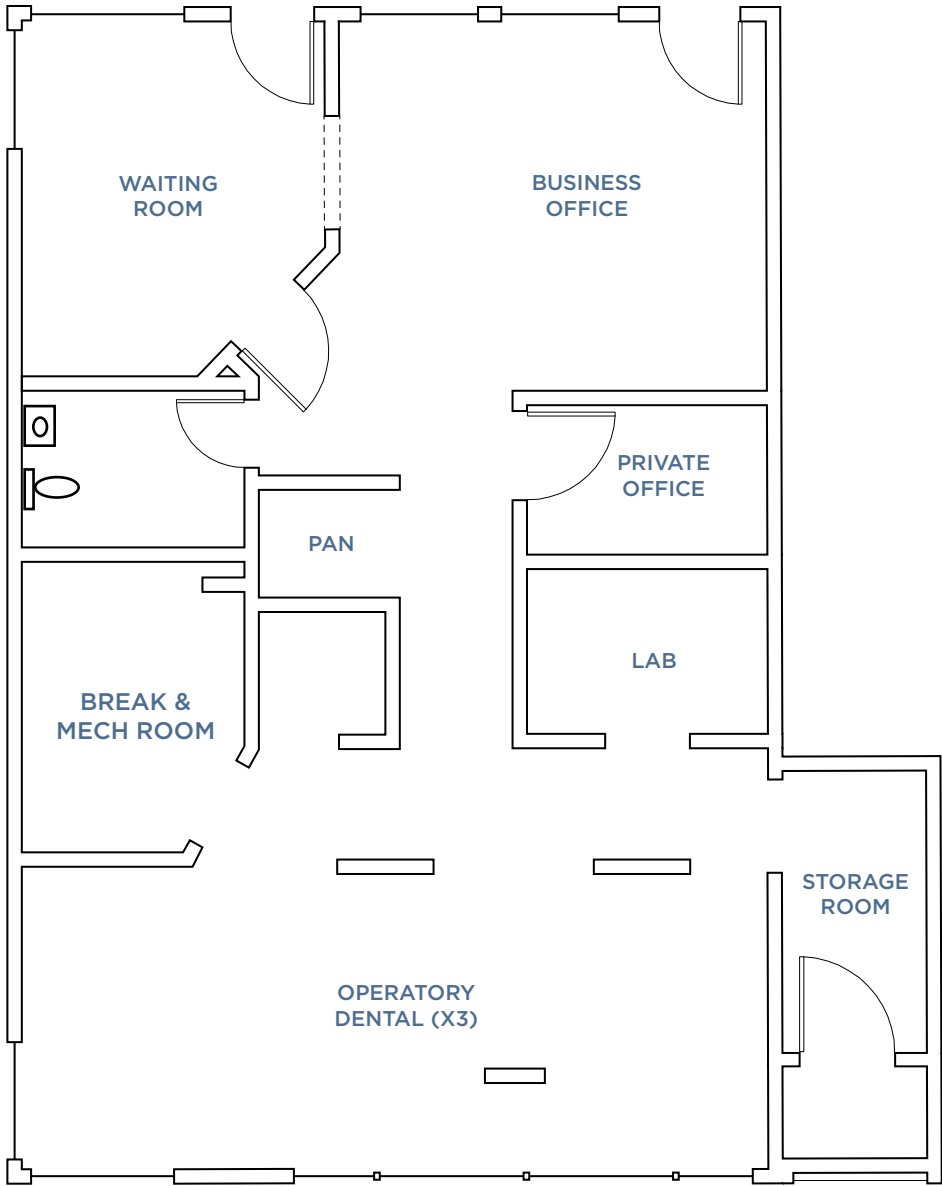 WAITING
ROOM
BUSINESS
OFFICE
PRIVATE
OFFICE
PAN
LAB
BREAK &
MECH ROOM
STORAGE
ROOM
OPERATORY
DENTAL (X3)